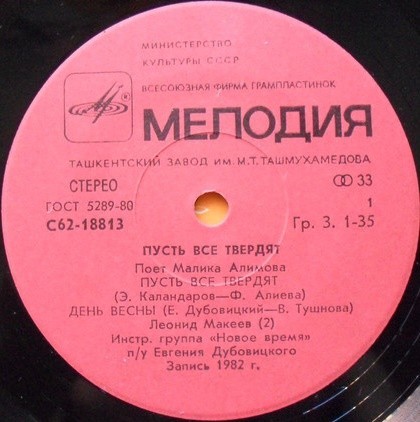 МИНИСТЕРСТВО
КУЛЬТУРЫ СССР
ВСЕСОЮЗНАЯ ФИРМА ГРАМПЛАСТИНОК
МЕЛОДИЯ
ТАШКЕНТСКИЙ ЗАВОД ИМ. М.Т. ТАШМУХАМЕДОВА
СТЕРЕО 33
ГОСТ 5289-80 1
С62-18813 Гр. 3. 1-35
ПУСТЬ ВСЕ ТВЕРДЯТ
Поет Малика Алимова
ПУСТЬ ВСЕ ТВЕРДЯТ
(Э. Каландаров—Ф. Алиева)
ДЕНЬ ВЕСНЫ (Е. Дубовицкий—В. Тушнова)
Леонид Макеев (2)
Инстр. группа «Новое время»
п/у Евгения Дубовицкого
Запись 1982 г.